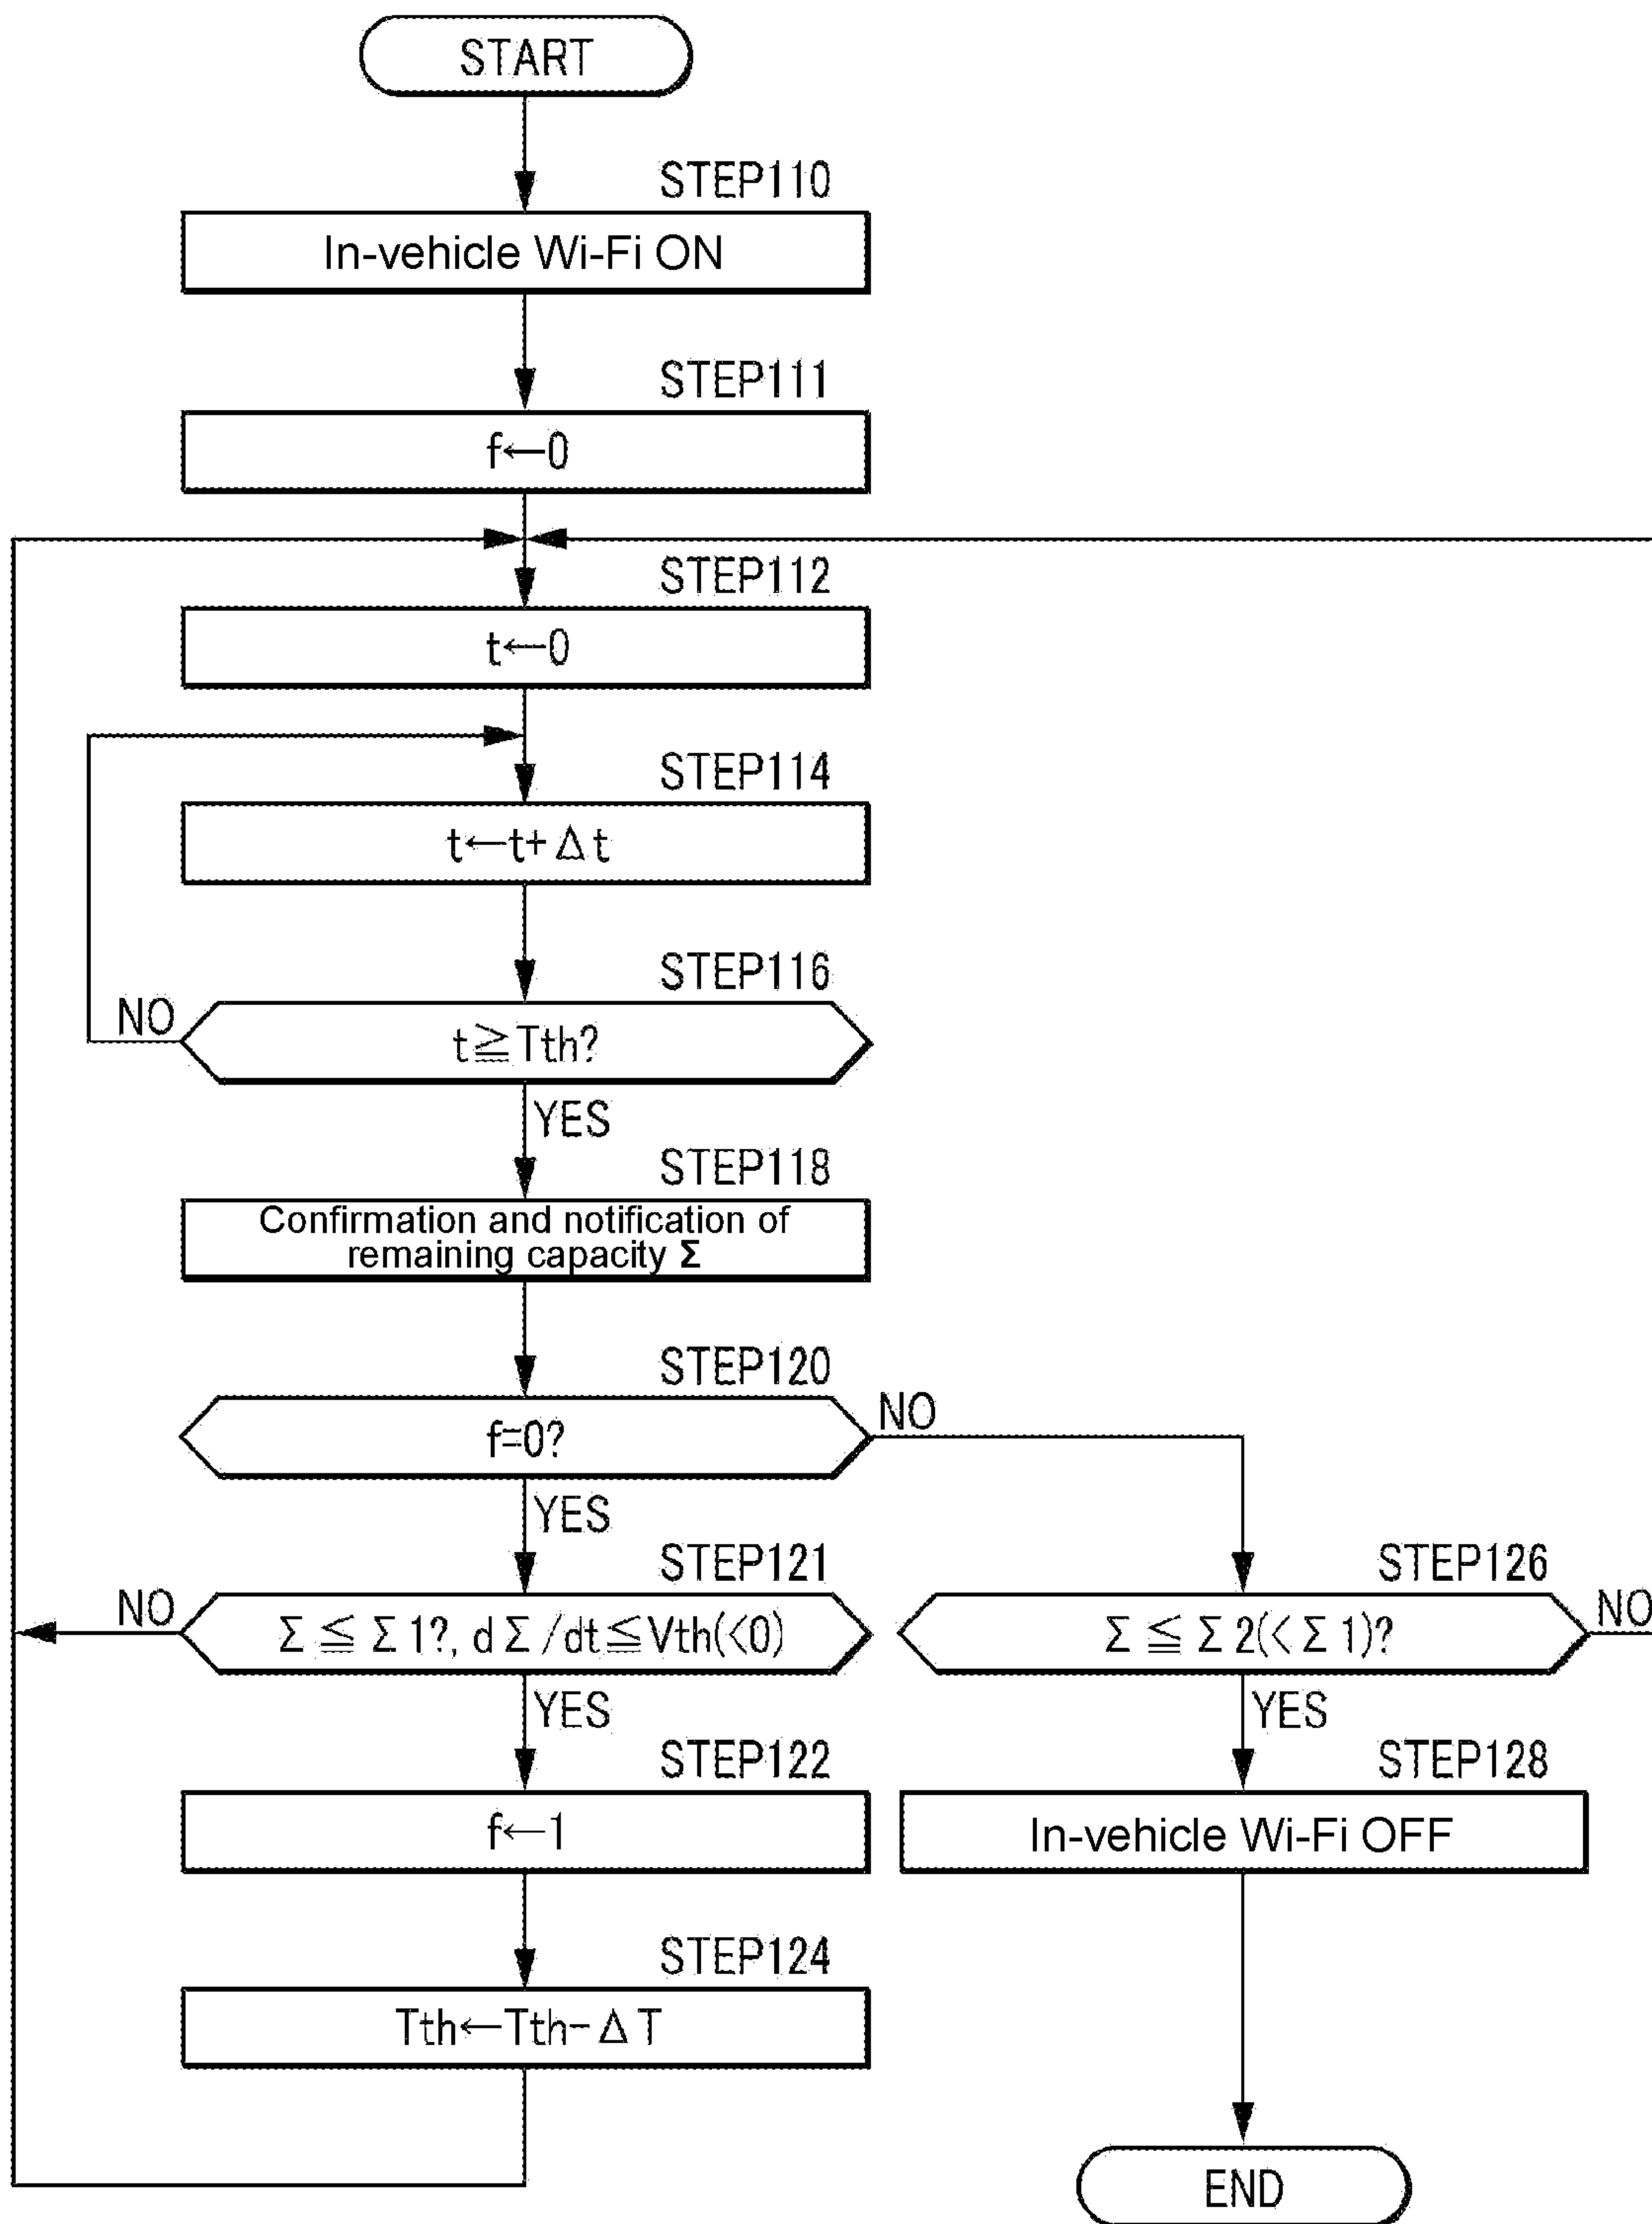 START
STEP110
In-vehicle Wi-Fi ON
STEP111
f←0
STEP112
t←0
STEP114
t←t+Δt
STEP116
NO
t≧Tth?
YES
STEP118
Confirmation and notification of
remaining capacity Σ
STEP120
f=0?
NO
YES
STEP121
NO
Σ≦Σ1?, dΣ/dt≦Vth(<0)
YES
STEP122
f←1
STEP124
Tth←Tth-ΔT
STEP126
NO
Σ≦Σ2(<Σ1)?
YES
STEP128
In-vehicle Wi-Fi OFF
END